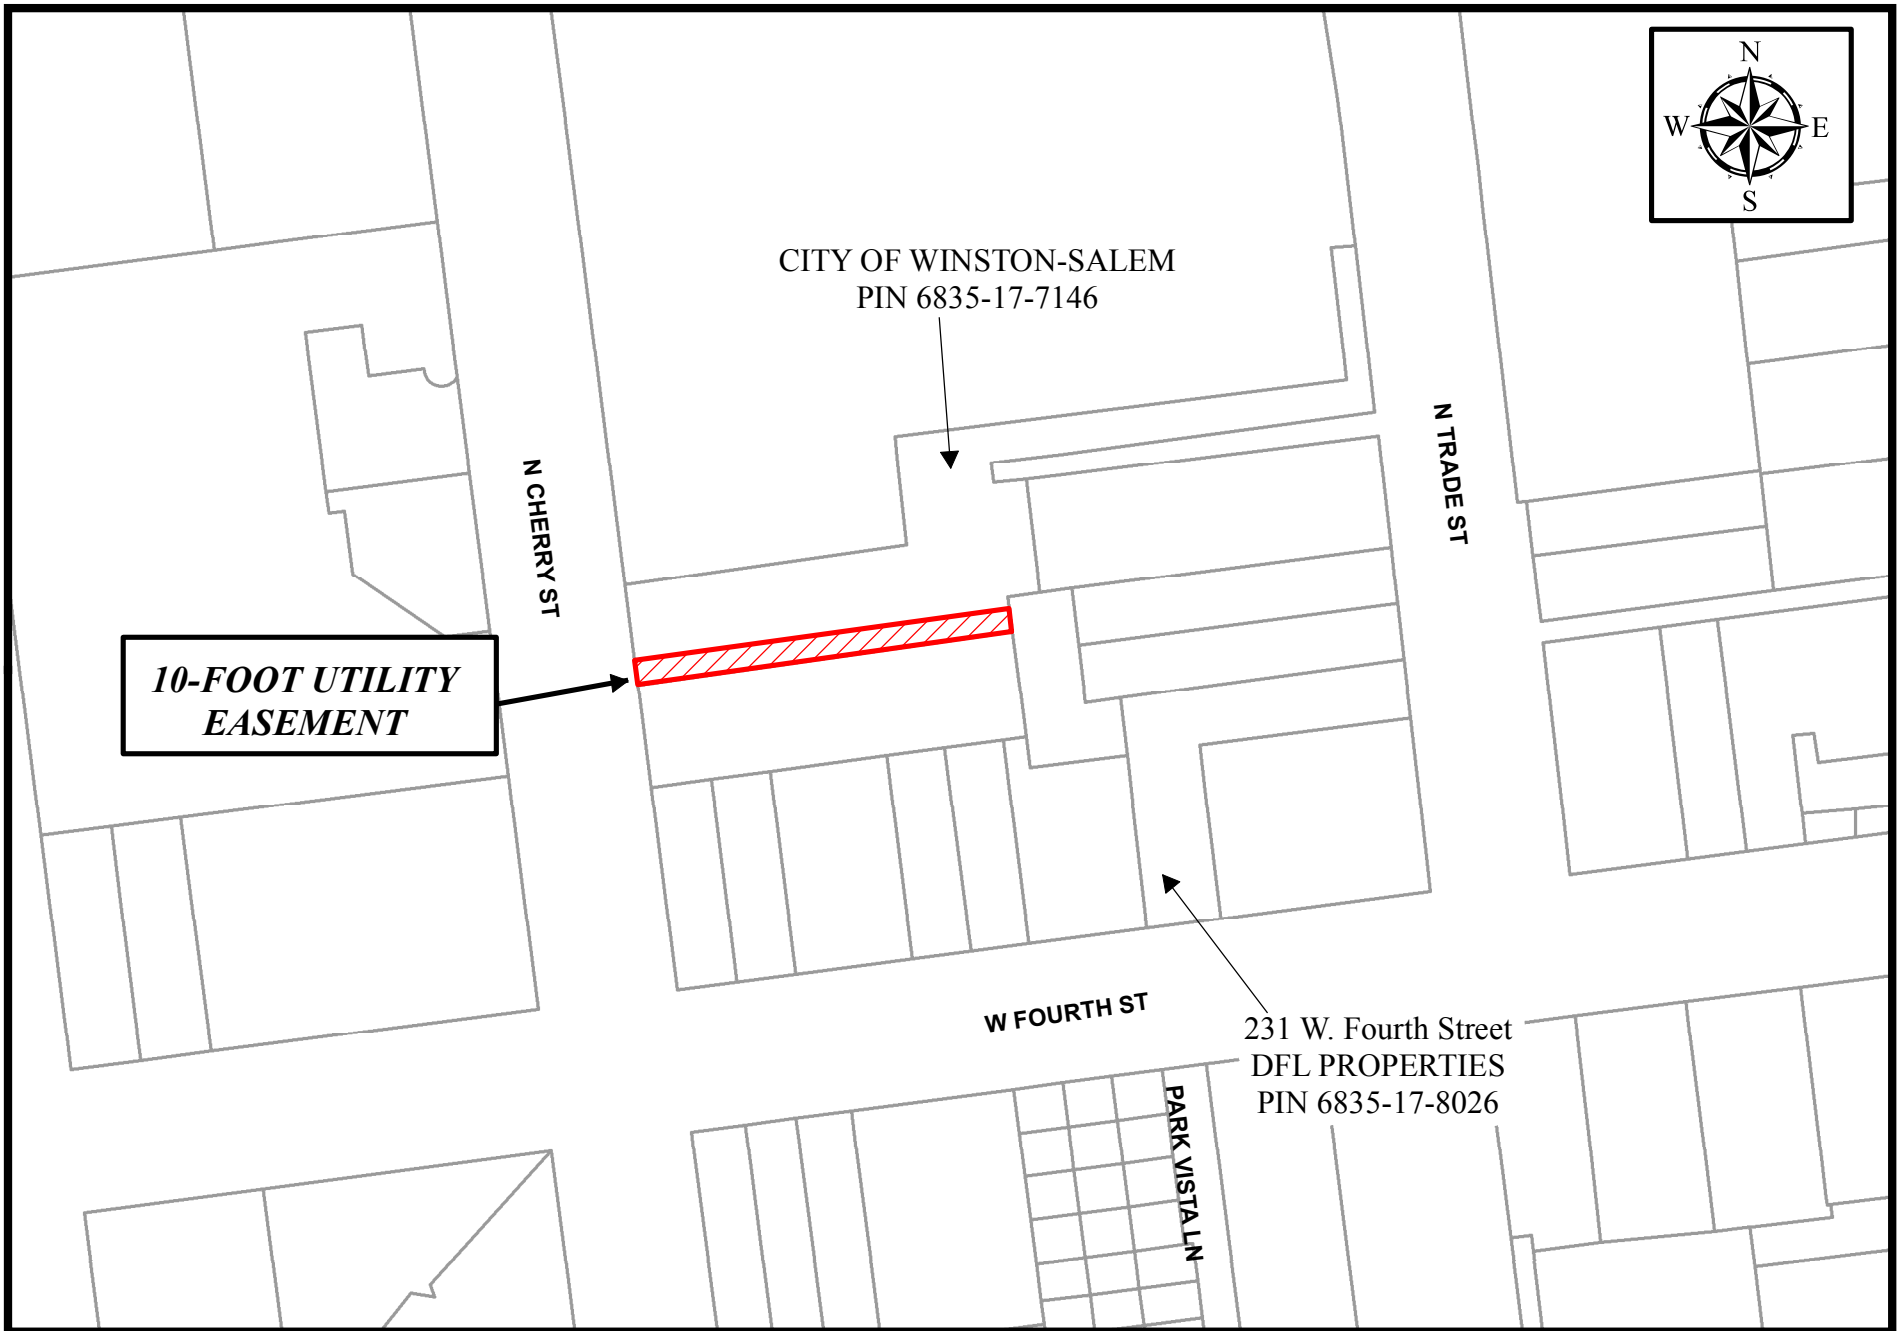 N
W
E
S
CITY OF WINSTON-SALEM
PIN 6835-17-7146
N CHERRY ST
N TRADE ST
10-FOOT UTILITY
EASEMENT
W FOURTH ST
231 W. Fourth Street
DFL PROPERTIES
PIN 6835-17-8026
PARK VISTA LN